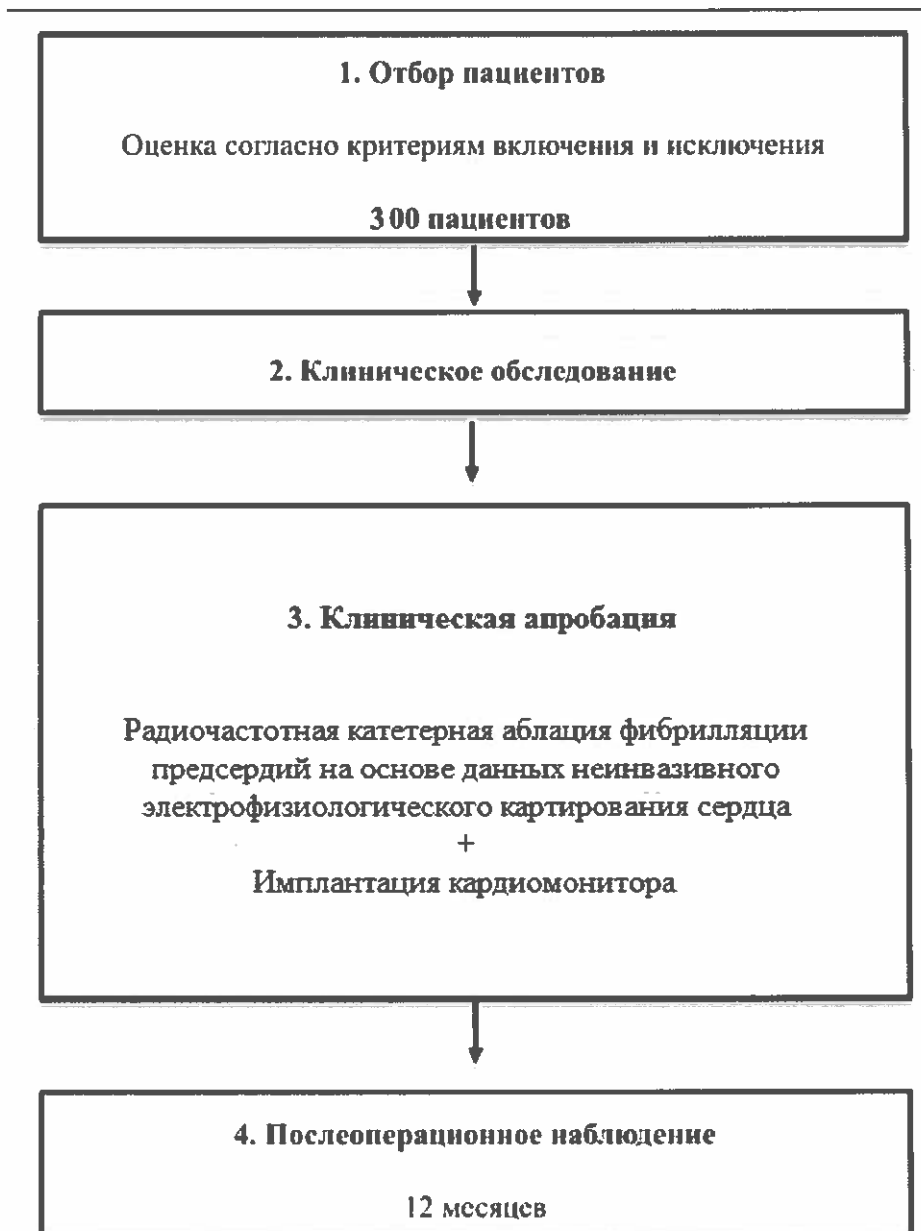 1. Отбор пациентов
Оценка согласно критериям включения и исключения
300 пациентов
2. Клиническое обследование
3. Клиническая апробация
Радиочастотная катетерная аблация фибрилляции
предсердий на основе данных неинвазивного
электрофизиологического картирования сердца
+
Имплантация кардиомонитора
4. Послеоперационное наблюдение
12 месяцев